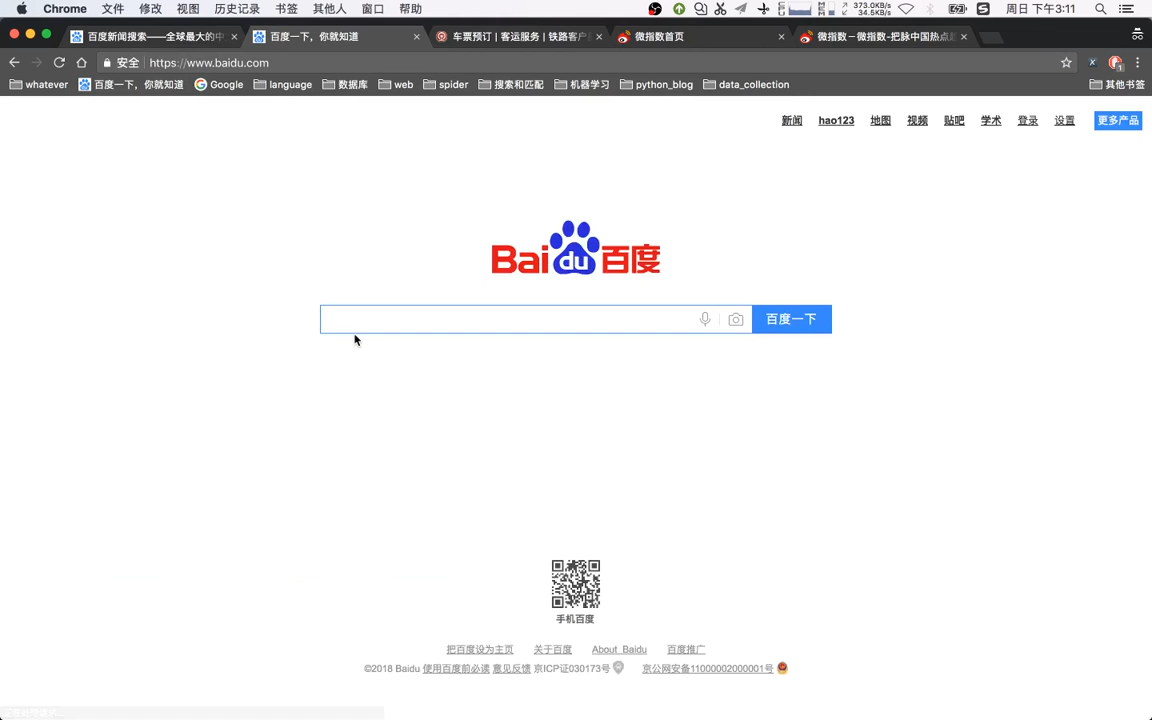 Chrome 文件 修改 视图 历史记录 书签 其他人 窗口 帮助 373.0KB/s 34.5KB/s 周日 下午3:11
百度新闻搜索——全球最大的中 百度一下，你就知道 车票预订 | 客运服务 | 铁路客户 微指数首页 微指数－微指数-把脉中国热点
安全 https://www.baidu.com
whatever 百度一下，你就知道 Google language 数据库 web spider 搜索和匹配 机器学习 python_blog data_collection 其他书签
新闻 hao123 地图 视频 贴吧 学术 登录 设置 更多产品
Bai du 百度
百度一下
手机百度
把百度设为主页 关于百度 About Baidu 百度推广
©2018 Baidu 使用百度前必读 意见反馈 京ICP证030173号 京公网安备11000002000001号